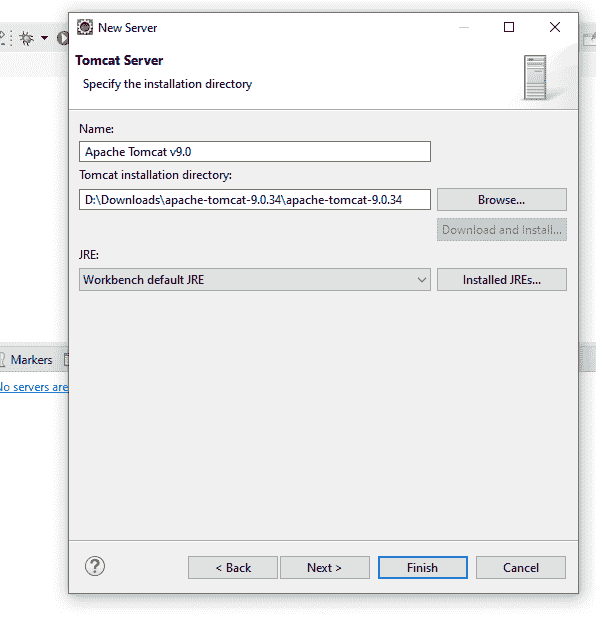 New Server
Tomcat Server
Specify the installation directory
Name:
Apache Tomcat v9.0
Tomcat installation directory:
D:\Downloads\apache-tomcat-9.0.34\apache-tomcat-9.0.34
Browse...
Download and Install...
JRE:
Workbench default JRE
Installed JREs...
Markers
No servers are
?
< Back
Next >
Finish
Cancel